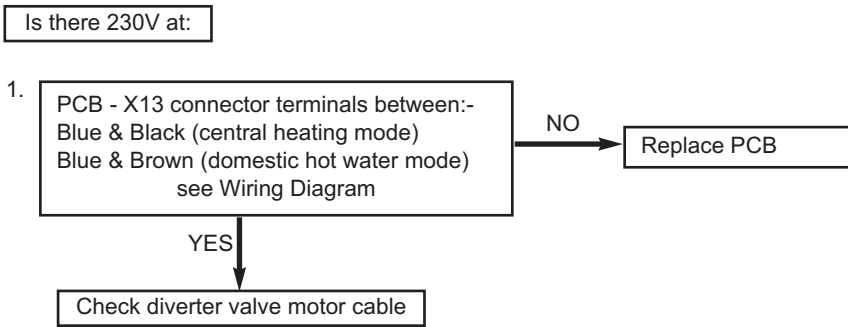 Is there 230V at:
1.
PCB - X13 connector terminals between:-
Blue & Black (central heating mode)
Blue & Brown (domestic hot water mode)
see Wiring Diagram
NO
Replace PCB
YES
Check diverter valve motor cable